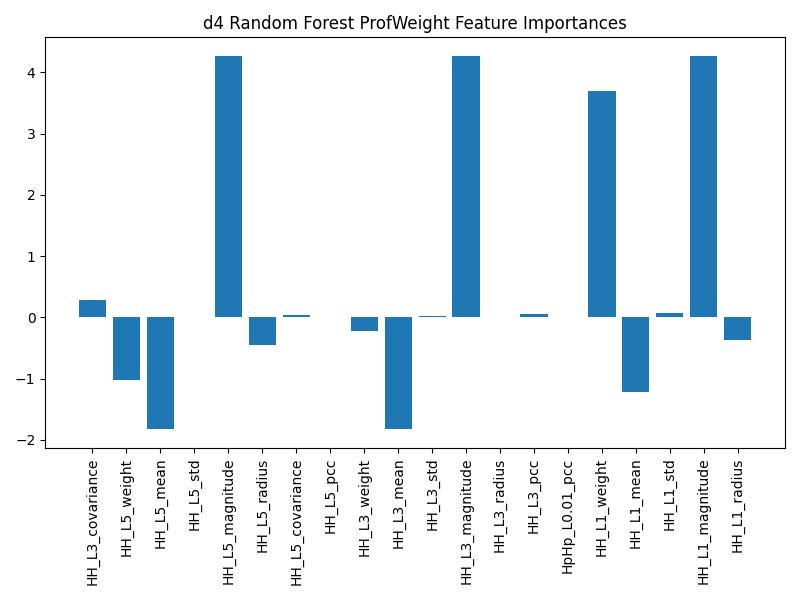 d4 Random Forest ProfWeight Feature Importances
4
3
2
1
0
−1
−2
HH_L3_covariance
HH_L5_weight
HH_L5_mean
HH_L5_std
HH_L5_magnitude
HH_L5_radius
HH_L5_covariance
HH_L5_pcc
HH_L3_weight
HH_L3_mean
HH_L3_std
HH_L3_magnitude
HH_L3_radius
HH_L3_pcc
HpHp_L0.01_pcc
HH_L1_weight
HH_L1_mean
HH_L1_std
HH_L1_magnitude
HH_L1_radius